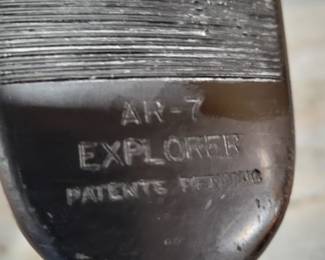 AR-7
EXPLORER
PATENTS PENDING